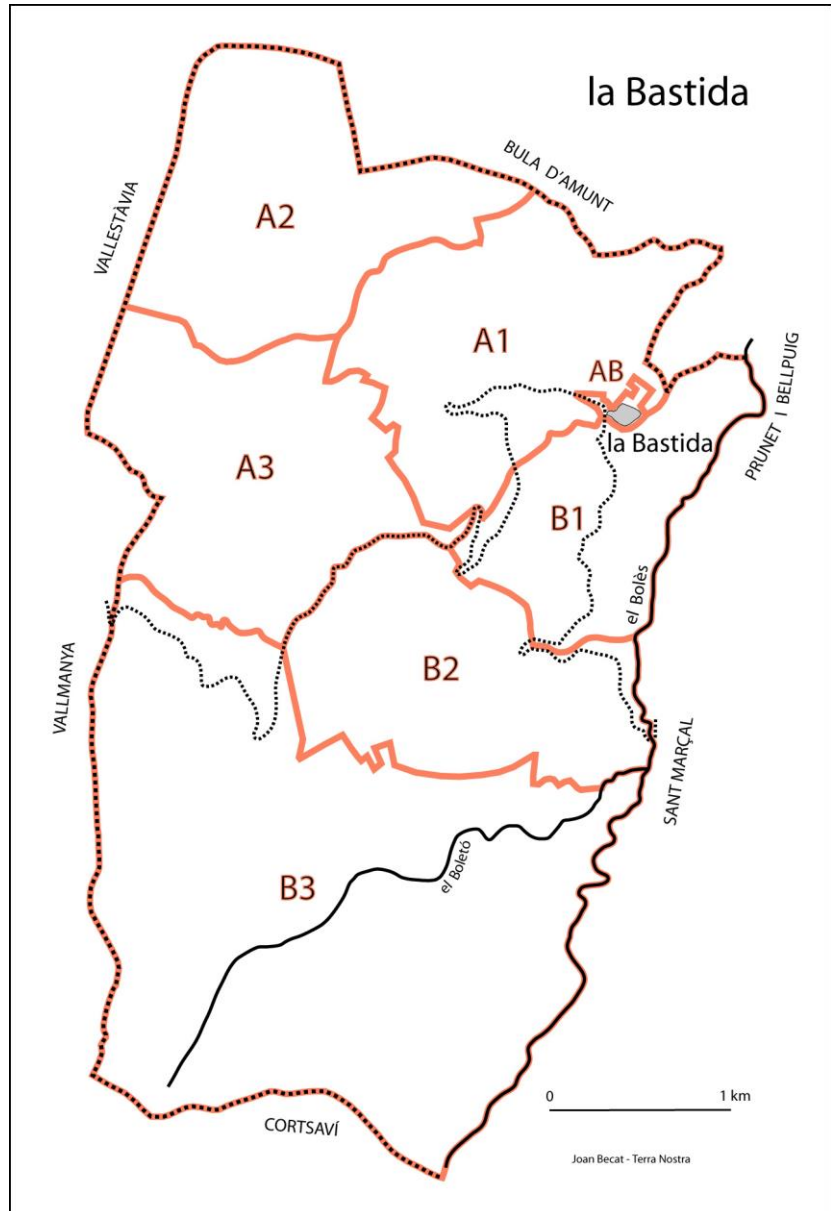 la Bastida
BULA D'AMUNT
VALLESTÀVIA
A2
A1
AB
la Bastida
PRUNET I BELLPUIG
A3
B1
el Bolès
B2
VALLMANYA
SANT MARÇAL
el Boletó
B3
0 1 km
CORTSAVÍ
Joan Becat - Terra Nostra